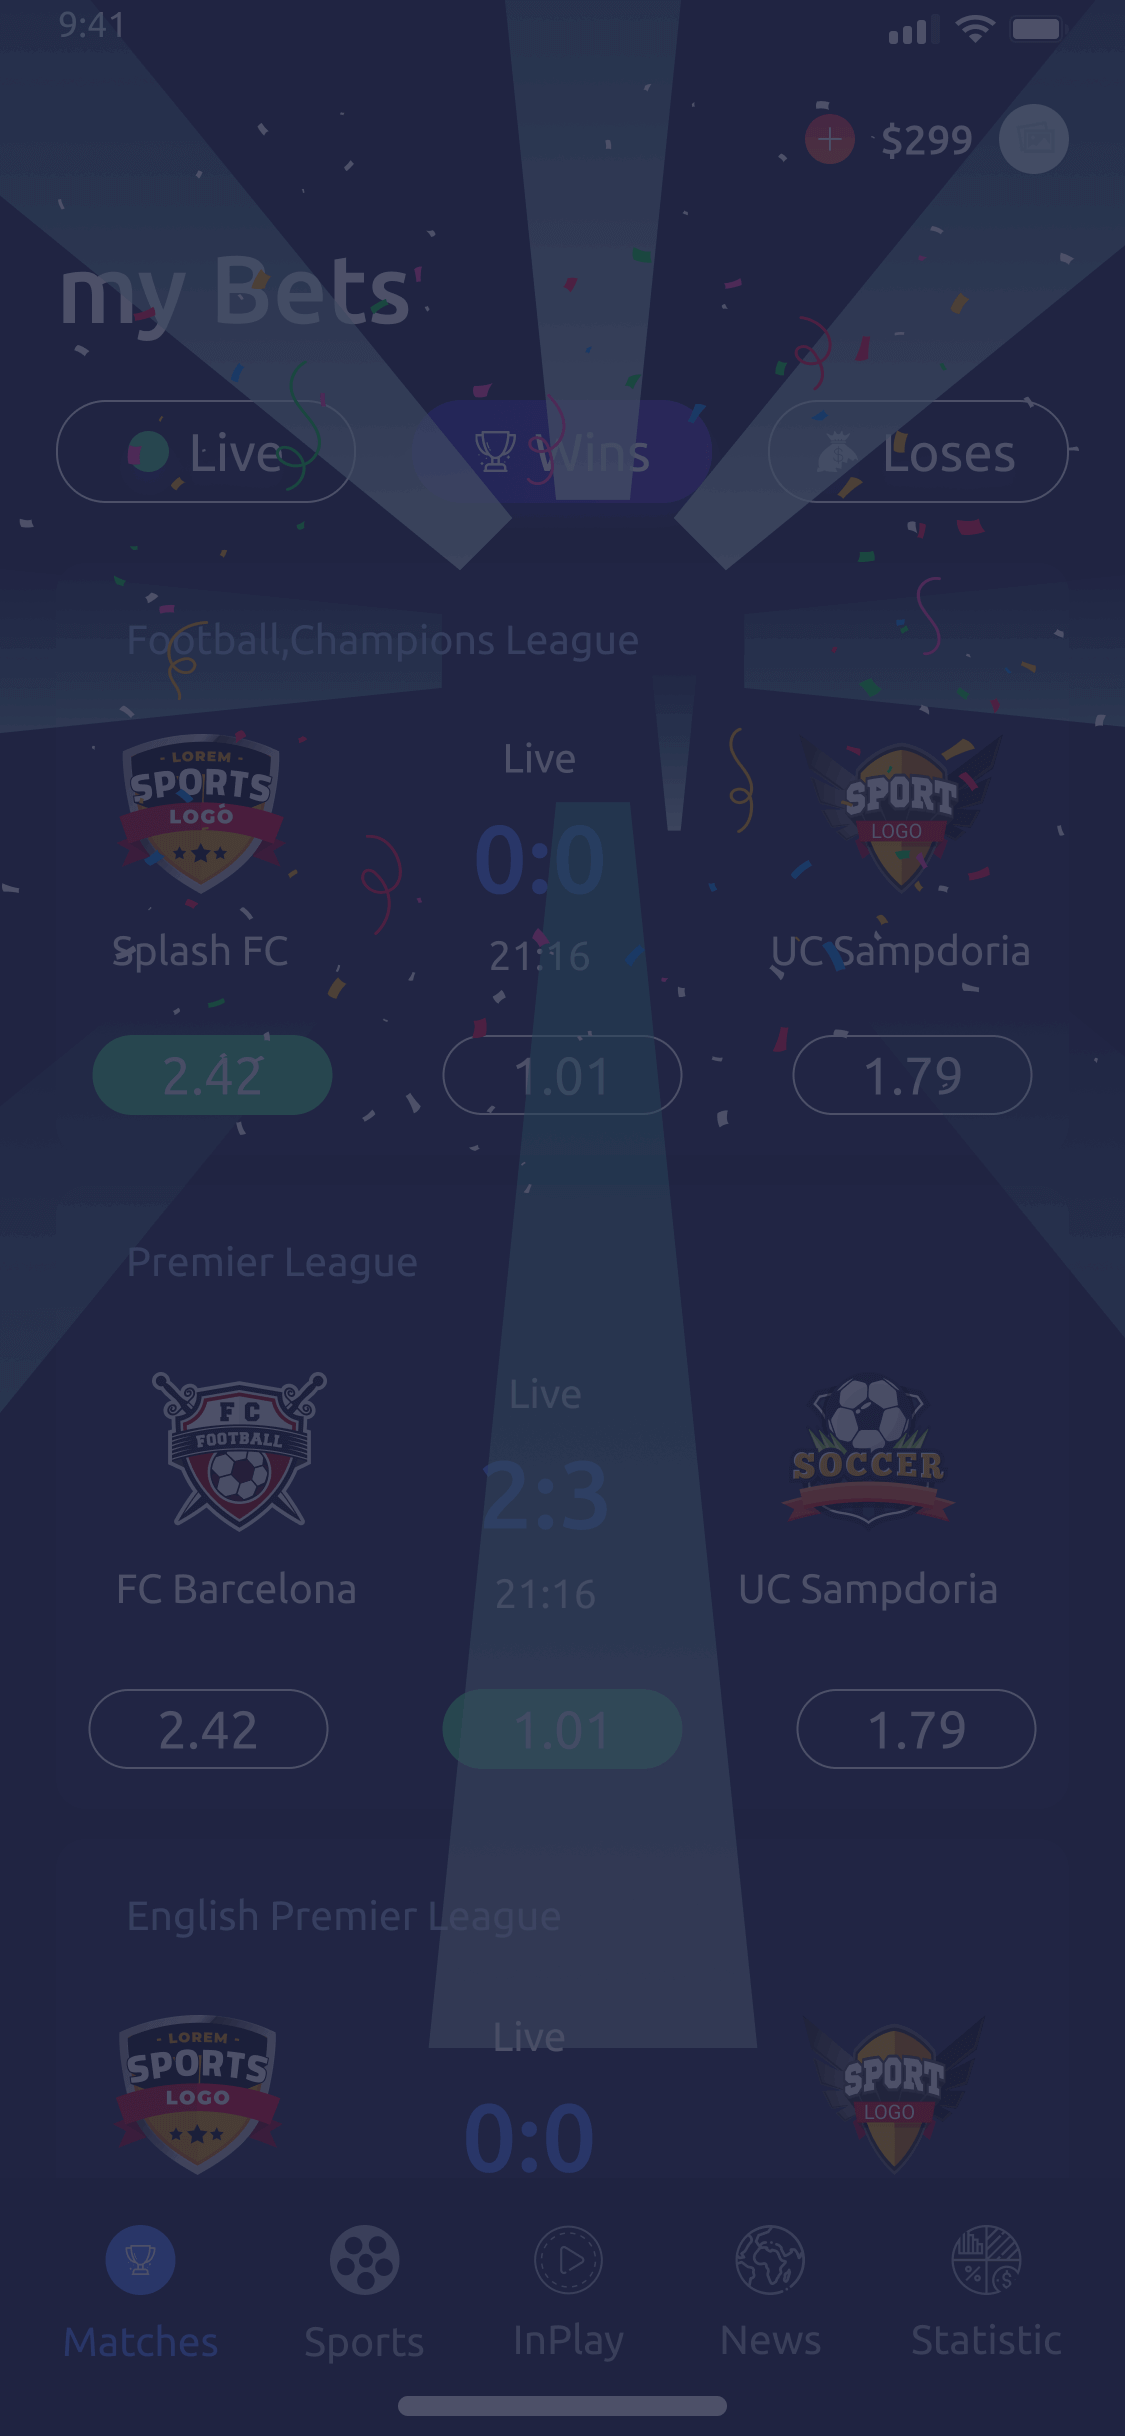 9:41
$299
my Bets
Live
Wins
Loses
Football,Champions League
- LOREM -
SPORTS
LOGO
Live
0:0
21:16
SPORT
LOGO
Splash FC
UC Sampdoria
2.42
1.01
1.79
Premier League
FC
FOOTBALL
Live
2:3
21:16
SOCCER
FC Barcelona
UC Sampdoria
2.42
1.01
1.79
English Premier League
- LOREM -
SPORTS
LOGO
Live
0:0
SPORT
LOGO
Matches
Sports
InPlay
News
Statistic